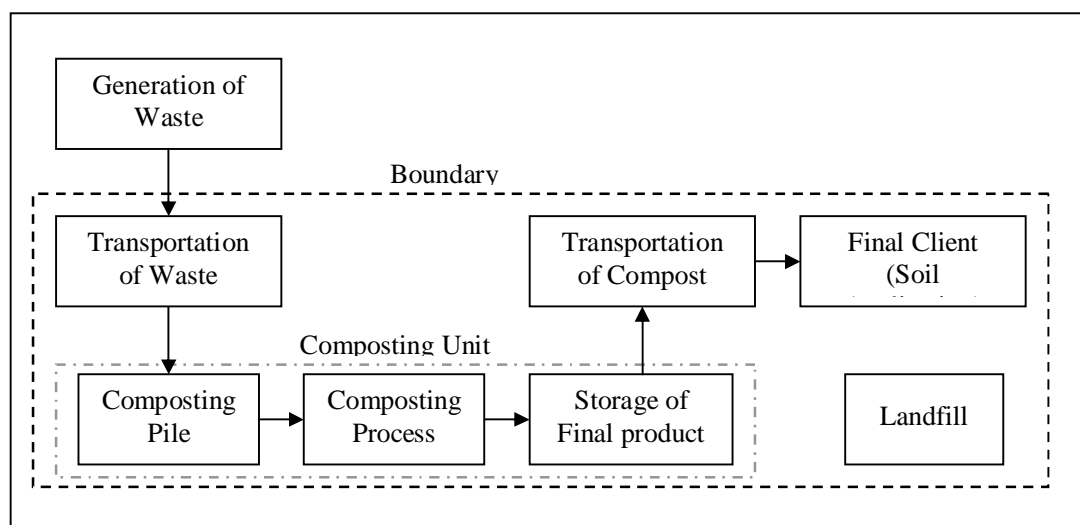 Generation of
Waste
Boundary
Transportation
of Waste
Transportation
of Compost
Final Client
(Soil
Composting Unit
Composting
Pile
Composting
Process
Storage of
Final product
Landfill